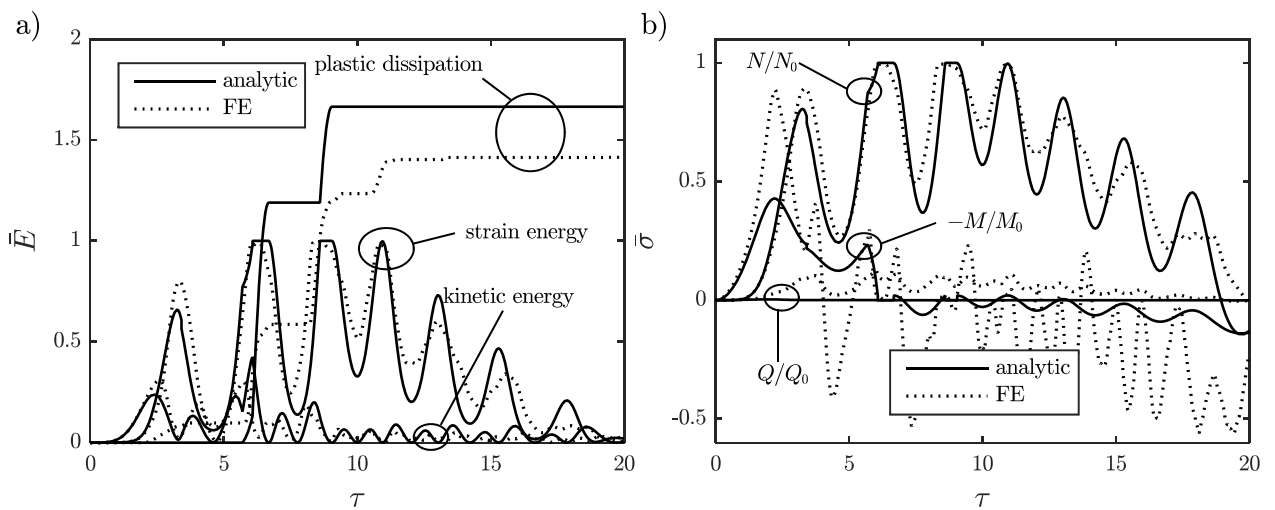 a)
2
1.5
1
0.5
0
Ē
0 5 10 15 20
τ
analytic
FE
plastic dissipation
strain energy
kinetic energy
b)
1
0.5
0
-0.5
σ̄
0 5 10 15 20
τ
N/N₀
−M/M₀
Q/Q₀
analytic
FE